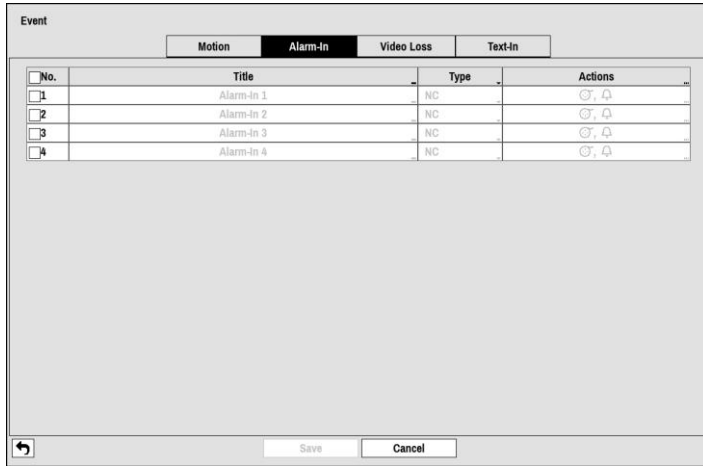 Event
Motion Alarm-In Video Loss Text-In
No. Title Type Actions
1 Alarm-In 1 NC
2 Alarm-In 2 NC
3 Alarm-In 3 NC
4 Alarm-In 4 NC
Save Cancel